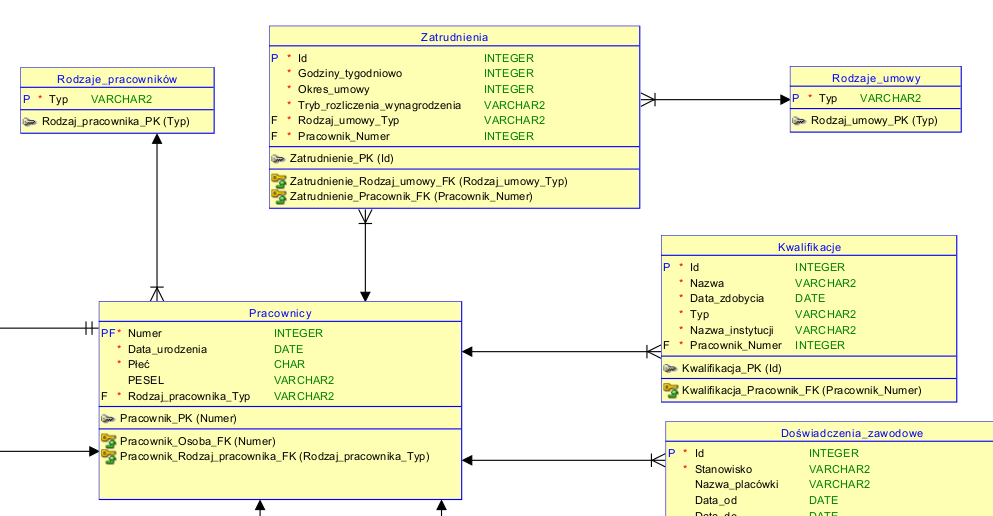 Zatrudnienia
P * Id INTEGER
* Godziny_tygodniowo INTEGER
* Okres_umowy INTEGER
* Tryb_rozliczenia_wynagrodzenia VARCHAR2
F * Rodzaj_umowy_Typ VARCHAR2
F * Pracownik_Numer INTEGER
Zatrudnienie_PK (Id)
Zatrudnienie_Rodzaj_umowy_FK (Rodzaj_umowy_Typ)
Zatrudnienie_Pracownik_FK (Pracownik_Numer)
Rodzaje_pracowników
P * Typ VARCHAR2
Rodzaj_pracownika_PK (Typ)
Rodzaje_umowy
P * Typ VARCHAR2
Rodzaj_umowy_PK (Typ)
Kwalifikacje
P * Id INTEGER
* Nazwa VARCHAR2
* Data_zdobycia DATE
* Typ VARCHAR2
* Nazwa_instytucji VARCHAR2
F * Pracownik_Numer INTEGER
Kwalifikacja_PK (Id)
Kwalifikacja_Pracownik_FK (Pracownik_Numer)
Pracownicy
PF* Numer INTEGER
* Data_urodzenia DATE
* Płeć CHAR
PESEL VARCHAR2
F * Rodzaj_pracownika_Typ VARCHAR2
Pracownik_PK (Numer)
Pracownik_Osoba_FK (Numer)
Pracownik_Rodzaj_pracownika_FK (Rodzaj_pracownika_Typ)
Doświadczenia_zawodowe
P * Id INTEGER
* Stanowisko VARCHAR2
Nazwa_placówki VARCHAR2
Data_od DATE
Data_do DATE